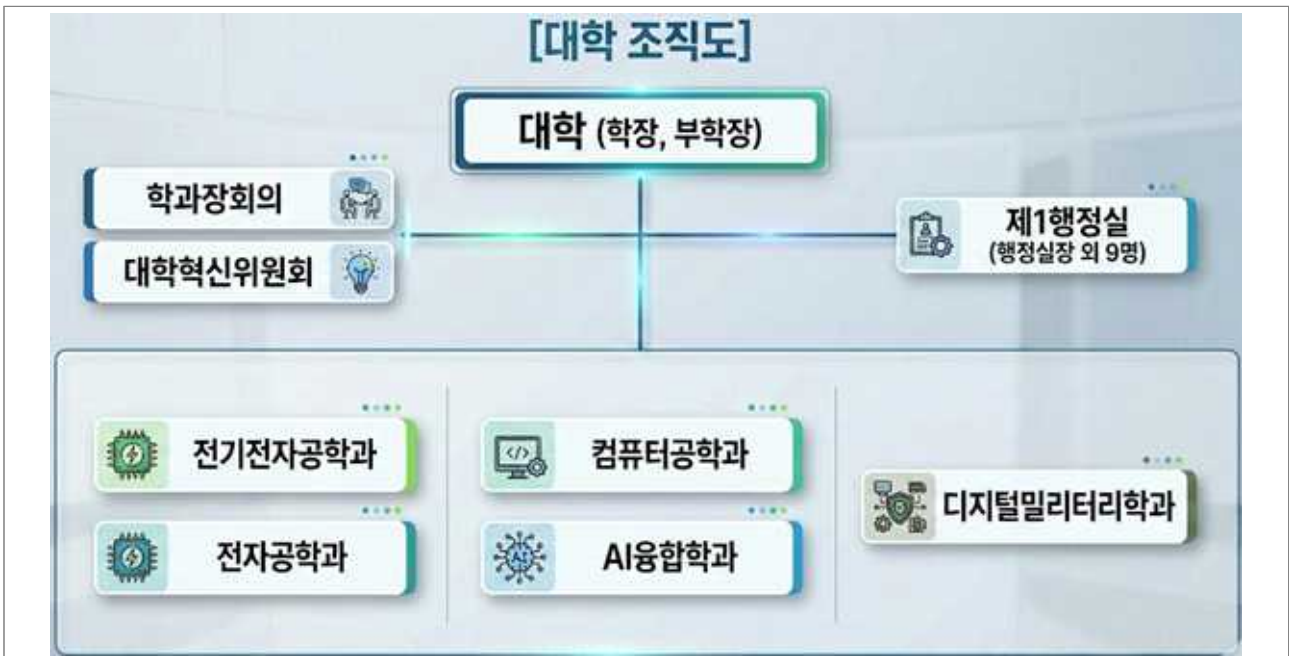 [대학 조직도]
대학 (학장, 부학장)
학과장회의
대학혁신위원회
제1행정실
(행정실장 외 9명)
전기전자공학과
전자공학과
컴퓨터공학과
</>
AI융합학과
AI
디지털밀리터리학과